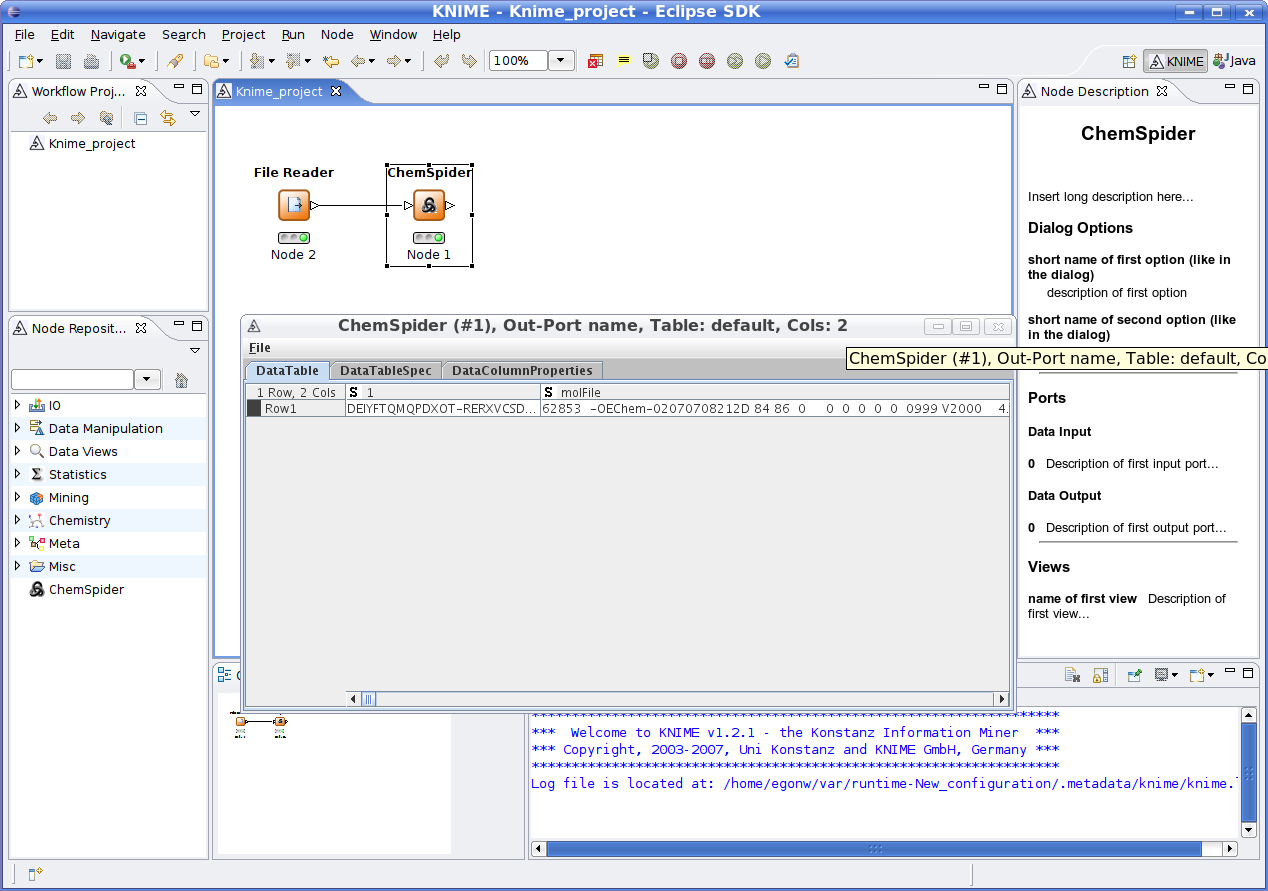 KNIME - Knime_project - Eclipse SDK
File Edit Navigate Search Project Run Node Window Help
100%
KNIME
Java
Workflow Proj...
Knime_project
Knime_project
File Reader
Node 2
ChemSpider
Node 1
Node Reposit...
IO
Data Manipulation
Data Views
Statistics
Mining
Chemistry
Meta
Misc
ChemSpider
ChemSpider (#1), Out-Port name, Table: default, Cols: 2
File
DataTable DataTableSpec DataColumnProperties
1 Row, 2 Cols S 1 S molFile
Row1 DEIYFTQMQPDXOT-RERXVCSD... 62853 -OEChem-02070708212D 84 86 0 0 0 0 0 0 0999 V2000 4.
ChemSpider (#1), Out-Port name, Table: default, Co
Node Description
ChemSpider
Insert long description here...
Dialog Options
short name of first option (like in
the dialog)
description of first option
short name of second option (like
in the dialog)
Ports
Data Input
0 Description of first input port...
Data Output
0 Description of first output port...
Views
name of first view Description of
first view...
******************************************************************
*** Welcome to KNIME v1.2.1 - the Konstanz Information Miner ***
*** Copyright, 2003-2007, Uni Konstanz and KNIME GmbH, Germany ***
******************************************************************
Log file is located at: /home/egonw/var/runtime-New_configuration/.metadata/knime/knime.